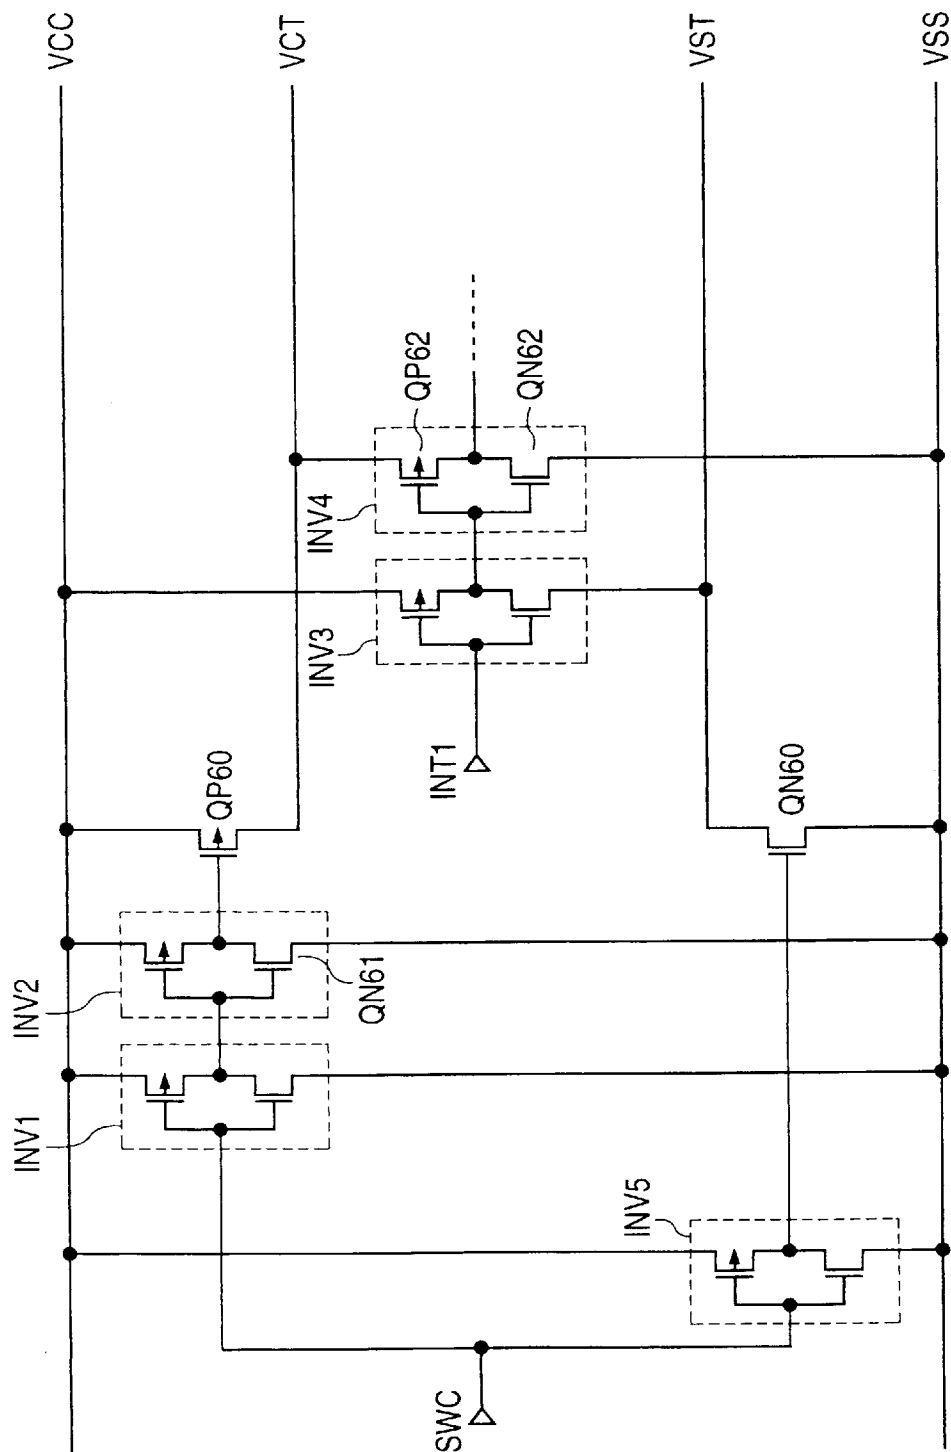 VCC
VCT
VST
VSS
QP62
QN62
INV4
INV3
INT1
QP60
QN60
INV2
QN61
INV1
INV5
SWC